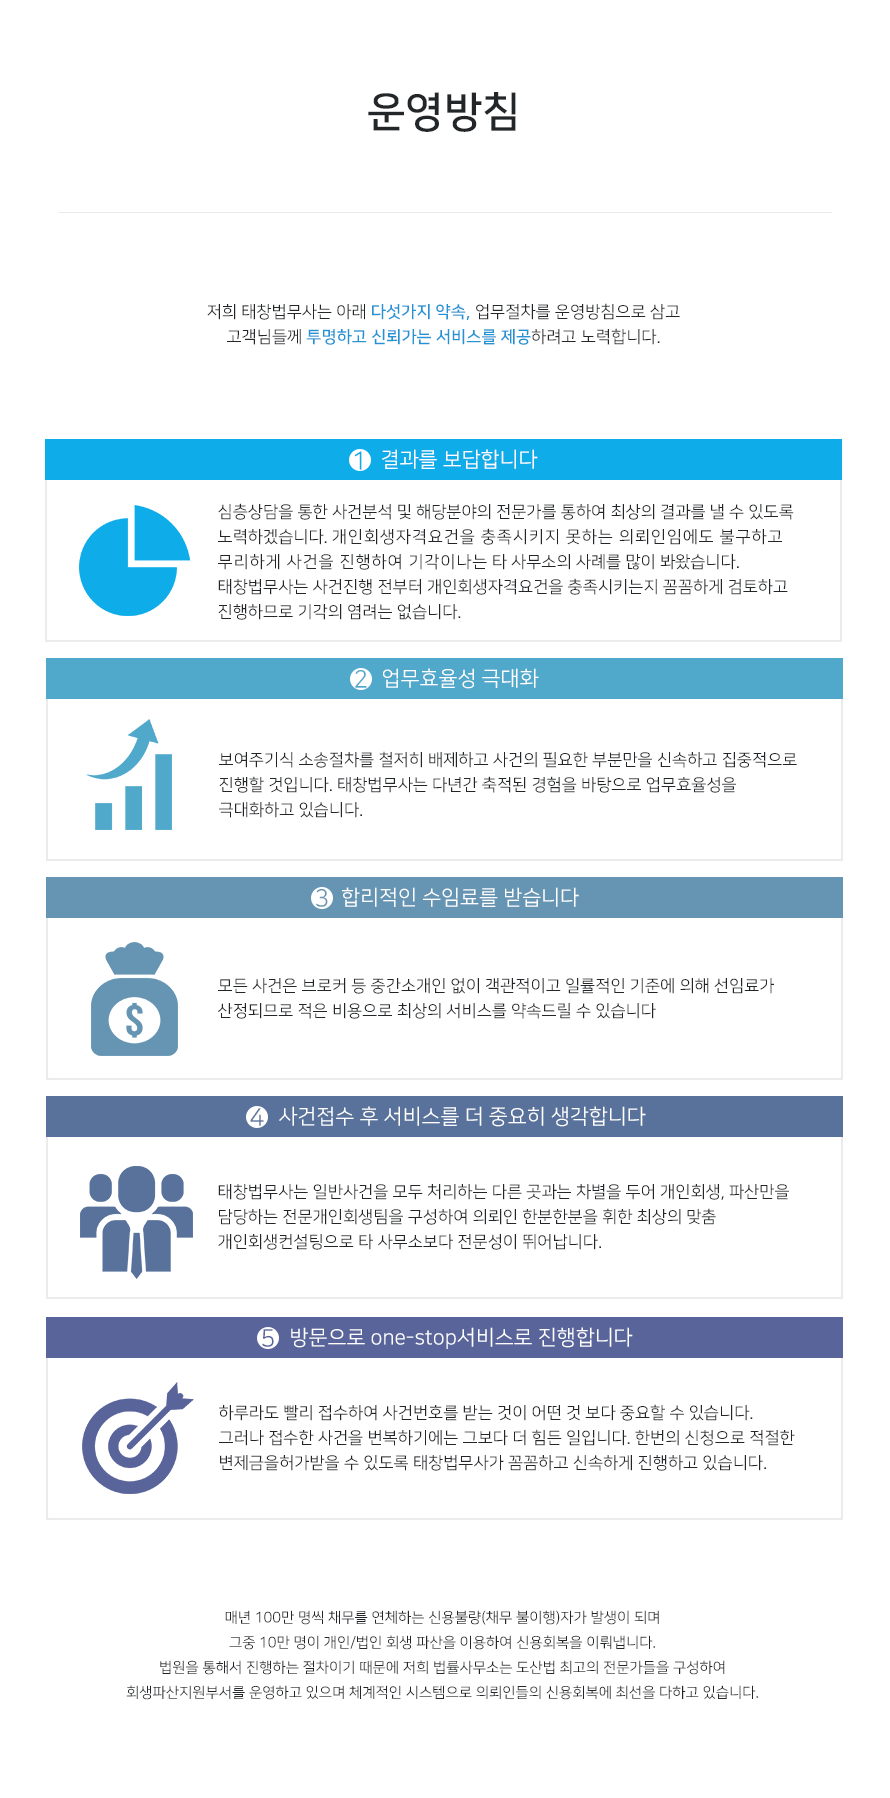 운영방침
저희 태창법무사는 아래 다섯가지 약속, 업무절차를 운영방침으로 삼고
고객님들께 투명하고 신뢰가는 서비스를 제공하려고 노력합니다.
1 결과를 보답합니다
심층상담을 통한 사건분석 및 해당분야의 전문가를 통하여 최상의 결과를 낼 수 있도록
노력하겠습니다. 개인회생자격요건을 충족시키지 못하는 의뢰인임에도 불구하고
무리하게 사건을 진행하여 기각이나는 타 사무소의 사례를 많이 봐왔습니다.
태창법무사는 사건진행 전부터 개인회생자격요건을 충족시키는지 꼼꼼하게 검토하고
진행하므로 기각의 염려는 없습니다.
2 업무효율성 극대화
보여주기식 소송절차를 철저히 배제하고 사건의 필요한 부분만을 신속하고 집중적으로
진행할 것입니다. 태창법무사는 다년간 축적된 경험을 바탕으로 업무효율성을
극대화하고 있습니다.
3 합리적인 수임료를 받습니다
모든 사건은 브로커 등 중간소개인 없이 객관적이고 일률적인 기준에 의해 선임료가
산정되므로 적은 비용으로 최상의 서비스를 약속드릴 수 있습니다
$
4 사건접수 후 서비스를 더 중요히 생각합니다
태창법무사는 일반사건을 모두 처리하는 다른 곳과는 차별을 두어 개인회생, 파산만을
담당하는 전문개인회생팀을 구성하여 의뢰인 한분한분을 휘한 최상의 맞춤
개인회생컨설팅으로 타 사무소보다 전문성이 뛰어납니다.
5 방문으로 one-stop서비스로 진행합니다
하루라도 빨리 접수하여 사건번호를 받는 것이 어떤 것 보다 중요할 수 있습니다.
그러나 접수한 사건을 번복하기에는 그보다 더 힘든 일입니다. 한번의 신청으로 적절한
변제금을허가받을 수 있도록 태창법무사가 꼼꼼하고 신속하게 진행하고 있습니다.
매년 100만 명씩 채무를 연체하는 신용불량(채무 불이행)자가 발생이 되며
그중 10만 명이 개인/법인 회생 파산을 이용하여 신용회복을 이뤄냅니다.
법원을 통해서 진행하는 절차이기 때문에 저희 법률사무소는 도산법 최고의 전문가들을 구성하여
회생파산지원부서를 운영하고 있으며 체계적인 시스템으로 의뢰인들의 신용회복에 최선을 다하고 있습니다.